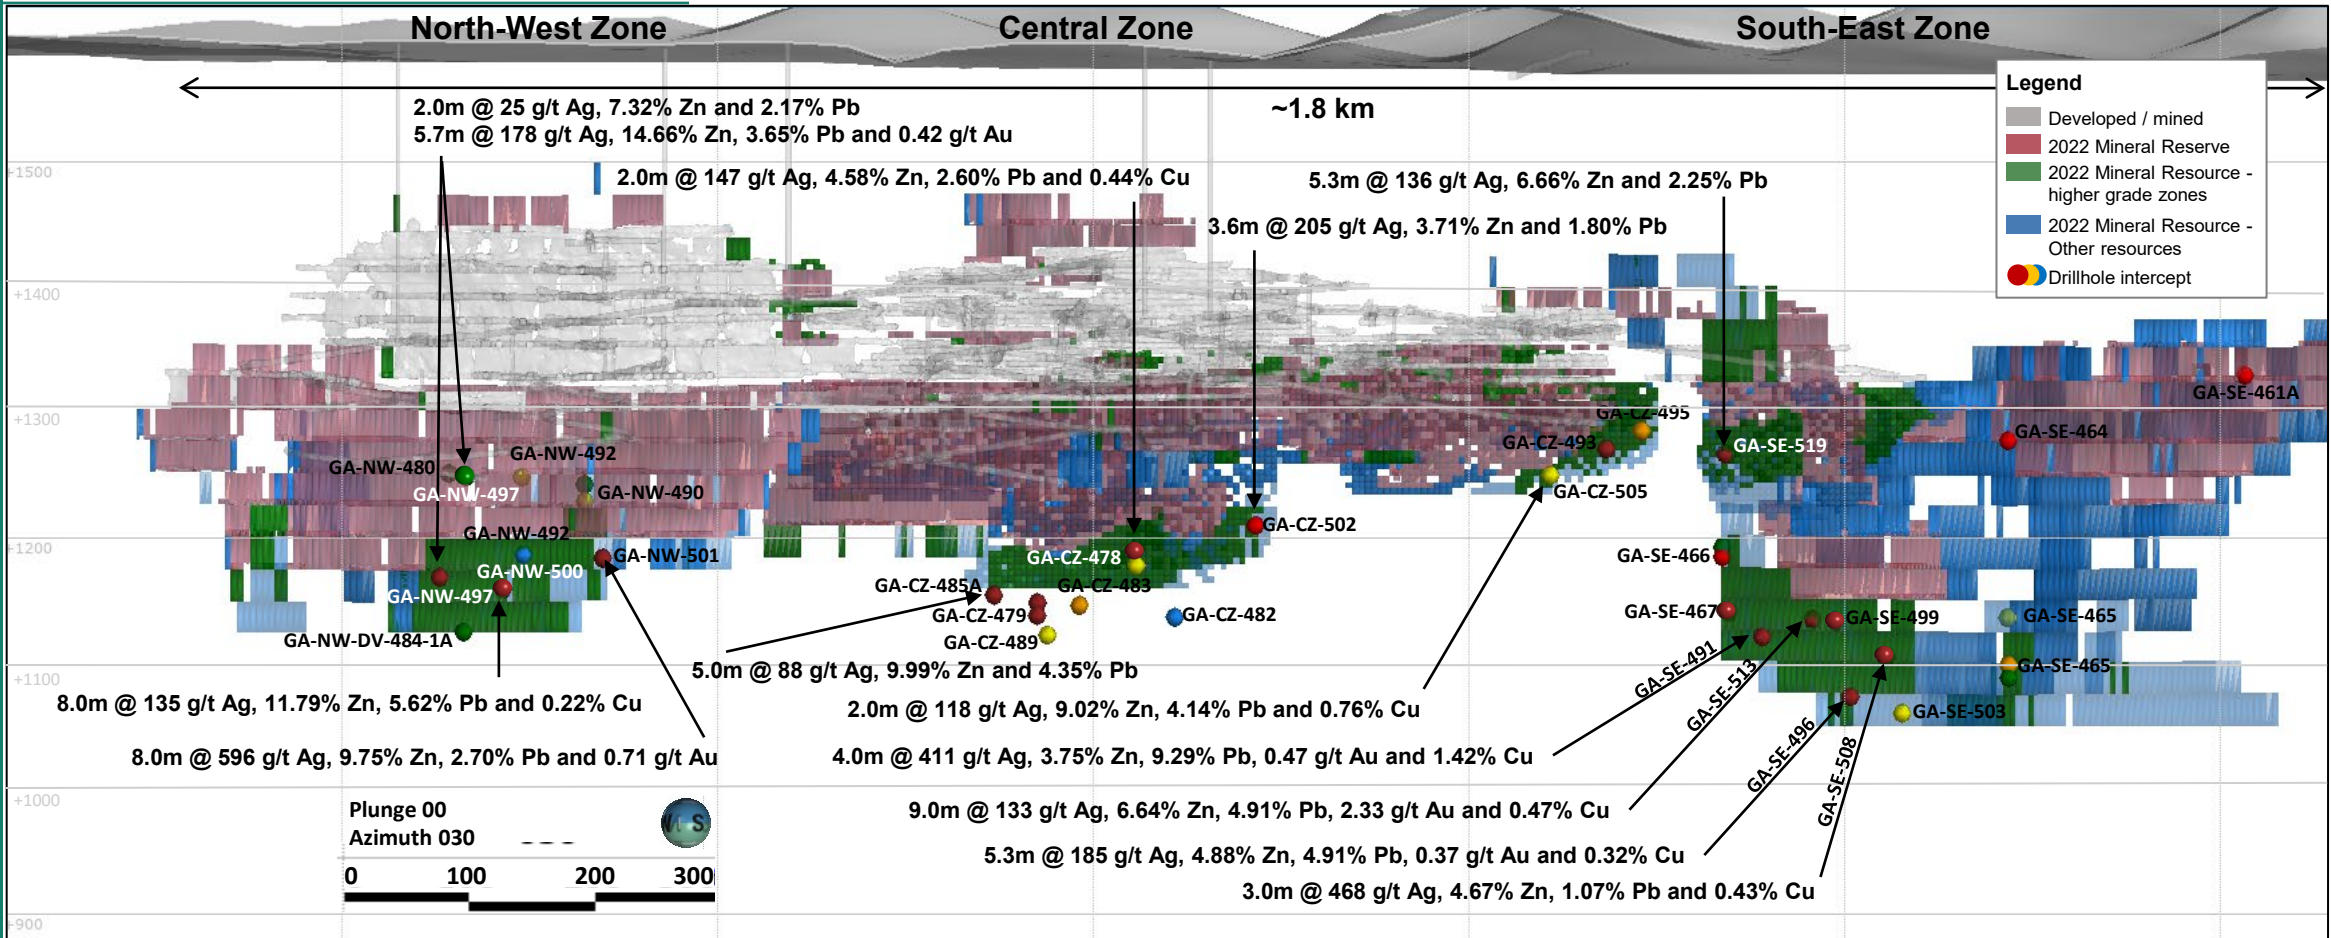 North-West Zone
Central Zone
South-East Zone
~1.8 km
Legend
Developed / mined
2022 Mineral Reserve
2022 Mineral Resource -
higher grade zones
2022 Mineral Resource -
Other resources
Drillhole intercept
2.0m @ 25 g/t Ag, 7.32% Zn and 2.17% Pb
5.7m @ 178 g/t Ag, 14.66% Zn, 3.65% Pb and 0.42 g/t Au
2.0m @ 147 g/t Ag, 4.58% Zn, 2.60% Pb and 0.44% Cu
5.3m @ 136 g/t Ag, 6.66% Zn and 2.25% Pb
3.6m @ 205 g/t Ag, 3.71% Zn and 1.80% Pb
+1500
+1400
+1300
+1200
+1100
+1000
+900
GA-SE-461A
GA-CZ-495
GA-CZ-493
GA-SE-464
GA-SE-519
GA-NW-492
GA-NW-480
GA-NW-497
GA-NW-490
GA-CZ-505
GA-CZ-502
GA-NW-492
GA-NW-501
GA-CZ-478
GA-SE-466
GA-NW-500
GA-NW-497
GA-CZ-485A
GA-CZ-483
GA-CZ-479
GA-CZ-482
GA-SE-467
GA-SE-499
GA-SE-465
GA-NW-DV-484-1A
GA-CZ-489
GA-SE-491
GA-SE-513
GA-SE-465
GA-SE-496
GA-SE-503
GA-SE-508
5.0m @ 88 g/t Ag, 9.99% Zn and 4.35% Pb
8.0m @ 135 g/t Ag, 11.79% Zn, 5.62% Pb and 0.22% Cu
2.0m @ 118 g/t Ag, 9.02% Zn, 4.14% Pb and 0.76% Cu
8.0m @ 596 g/t Ag, 9.75% Zn, 2.70% Pb and 0.71 g/t Au
4.0m @ 411 g/t Ag, 3.75% Zn, 9.29% Pb, 0.47 g/t Au and 1.42% Cu
9.0m @ 133 g/t Ag, 6.64% Zn, 4.91% Pb, 2.33 g/t Au and 0.47% Cu
5.3m @ 185 g/t Ag, 4.88% Zn, 4.91% Pb, 0.37 g/t Au and 0.32% Cu
3.0m @ 468 g/t Ag, 4.67% Zn, 1.07% Pb and 0.43% Cu
Plunge 00
Azimuth 030
S
0 100 200 300